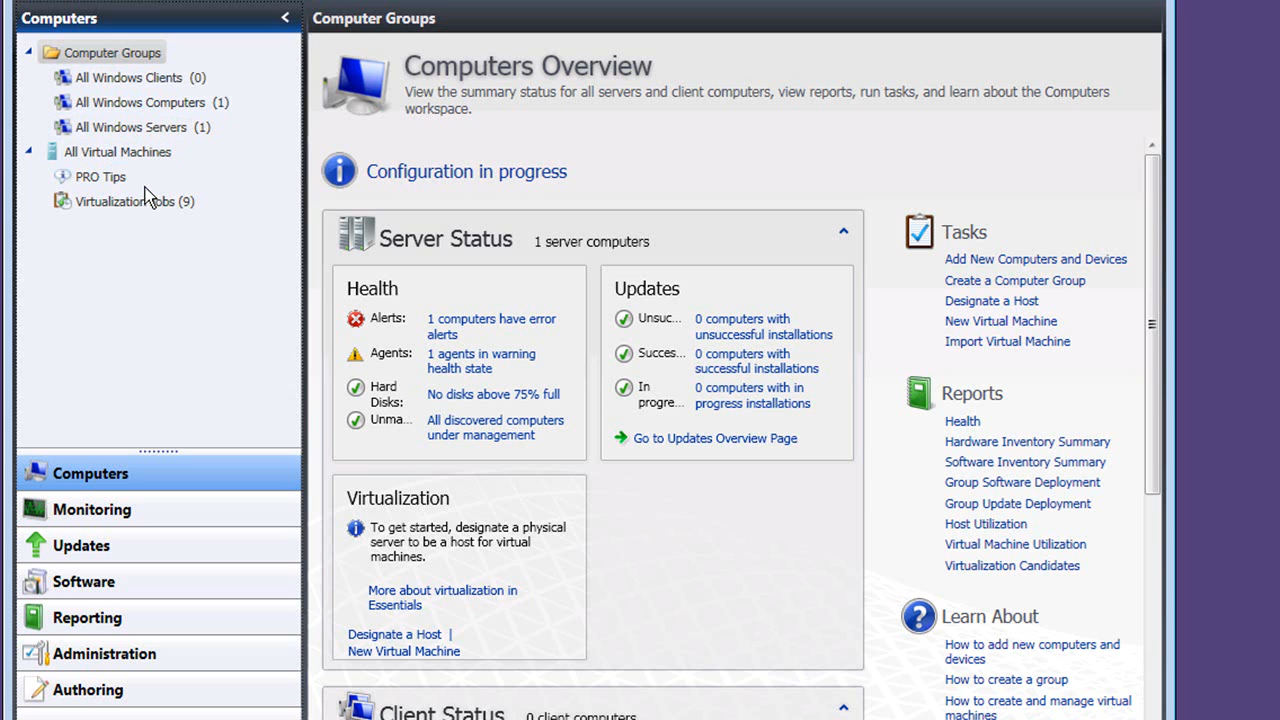 Computers
Computer Groups
Computer Groups
All Windows Clients (0)
All Windows Computers (1)
All Windows Servers (1)
All Virtual Machines
PRO Tips
Virtualization Jobs (9)
Computers
Monitoring
Updates
Software
Reporting
Administration
Authoring
Computers Overview
View the summary status for all servers and client computers, view reports, run tasks, and learn about the Computers
workspace.
Configuration in progress
Server Status 1 server computers
Health
Alerts: 1 computers have error
alerts
Agents: 1 agents in warning
health state
Hard
Disks: No disks above 75% full
Unma... All discovered computers
under management
Updates
Unsuc... 0 computers with
unsuccessful installations
Succes... 0 computers with
successful installations
In
progre... 0 computers with in
progress installations
Go to Updates Overview Page
Virtualization
To get started, designate a physical
server to be a host for virtual
machines.
More about virtualization in
Essentials
Designate a Host |
New Virtual Machine
Client Status 0 client computers
Tasks
Add New Computers and Devices
Create a Computer Group
Designate a Host
New Virtual Machine
Import Virtual Machine
Reports
Health
Hardware Inventory Summary
Software Inventory Summary
Group Software Deployment
Group Update Deployment
Host Utilization
Virtual Machine Utilization
Virtualization Candidates
Learn About
How to add new computers and
devices
How to create a group
How to create and manage virtual
machines